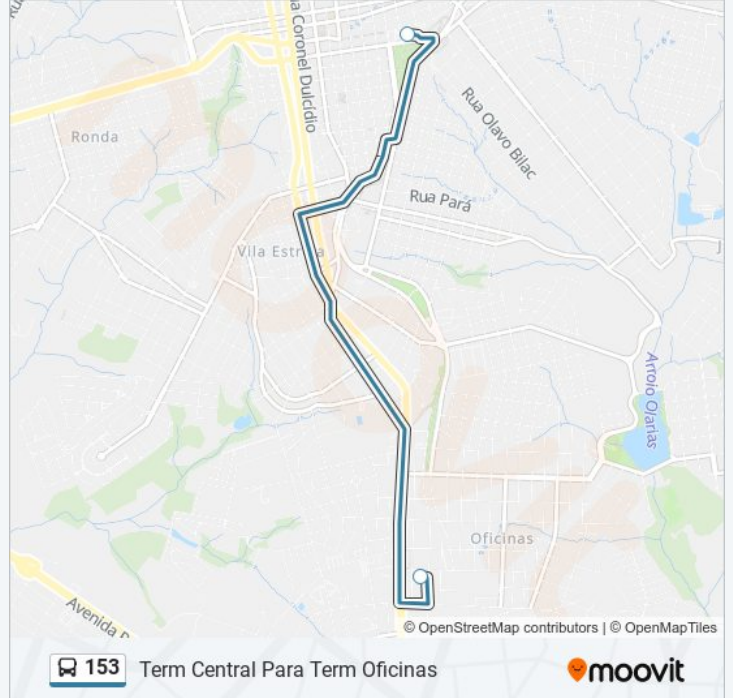 Ru
a Coronel Dulcídio
Rua Olavo Bilac
Ronda
Rua Pará
Vila Estrela
J
Arroio Olarias
Oficinas
Avenida
© OpenStreetMap contributors | © OpenMapTiles
153 Term Central Para Term Oficinas
moovit